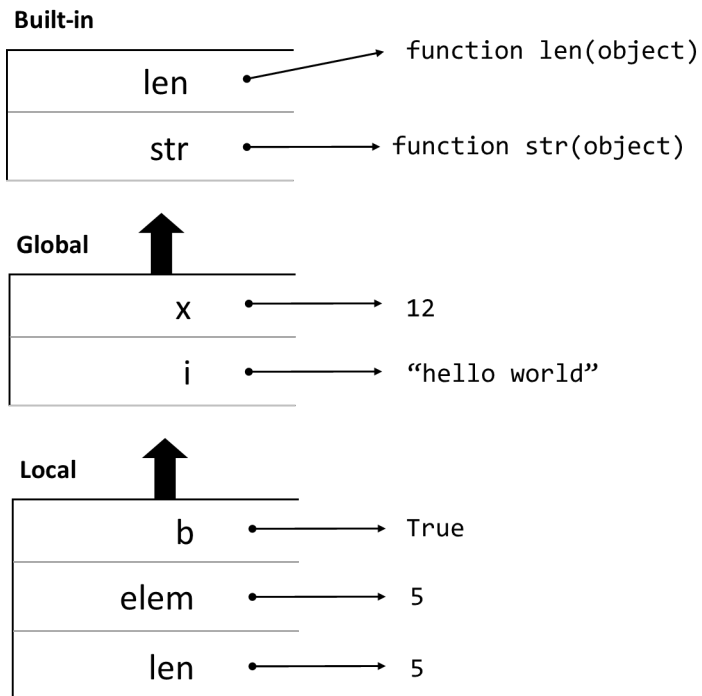 Built-in
len function len(object)
str function str(object)
Global
x 12
i “hello world”
Local
b True
elem 5
len 5